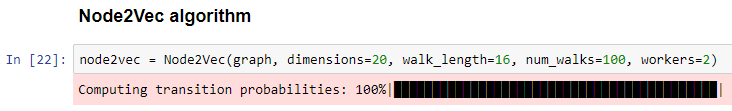 Node2Vec algorithm
In [22]: node2vec = Node2Vec(graph, dimensions=20, walk_length=16, num_walks=100, workers=2)
Computing transition probabilities: 100%|